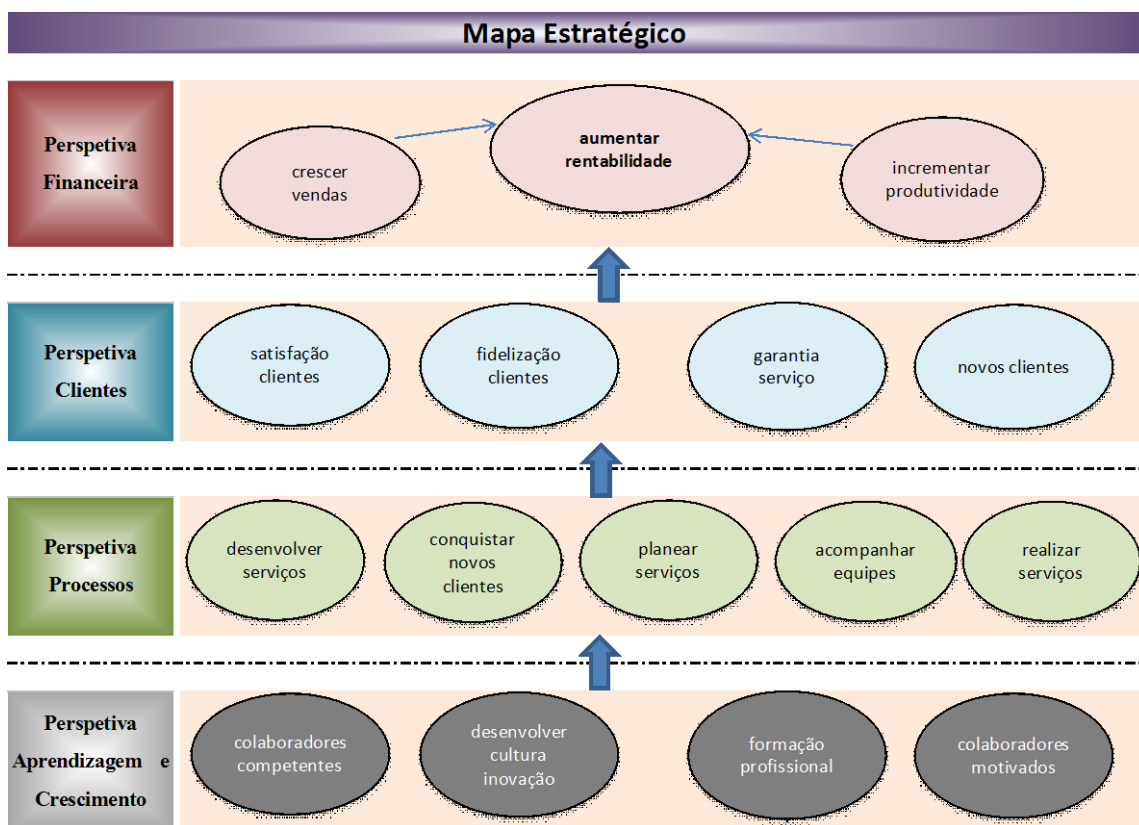 Mapa Estratégico
Perspetiva
Financeira
crescer
vendas
aumentar
rentabilidade
incrementar
produtividade
Perspetiva
Clientes
satisfação
clientes
fidelização
clientes
garantia
serviço
novos clientes
Perspetiva
Processos
desenvolver
serviços
conquistar
novos
clientes
planear
serviços
acompanhar
equipes
realizar
serviços
Perspetiva
Aprendizagem e
Crescimento
colaboradores
competentes
desenvolver
cultura
inovação
formação
profissional
colaboradores
motivados